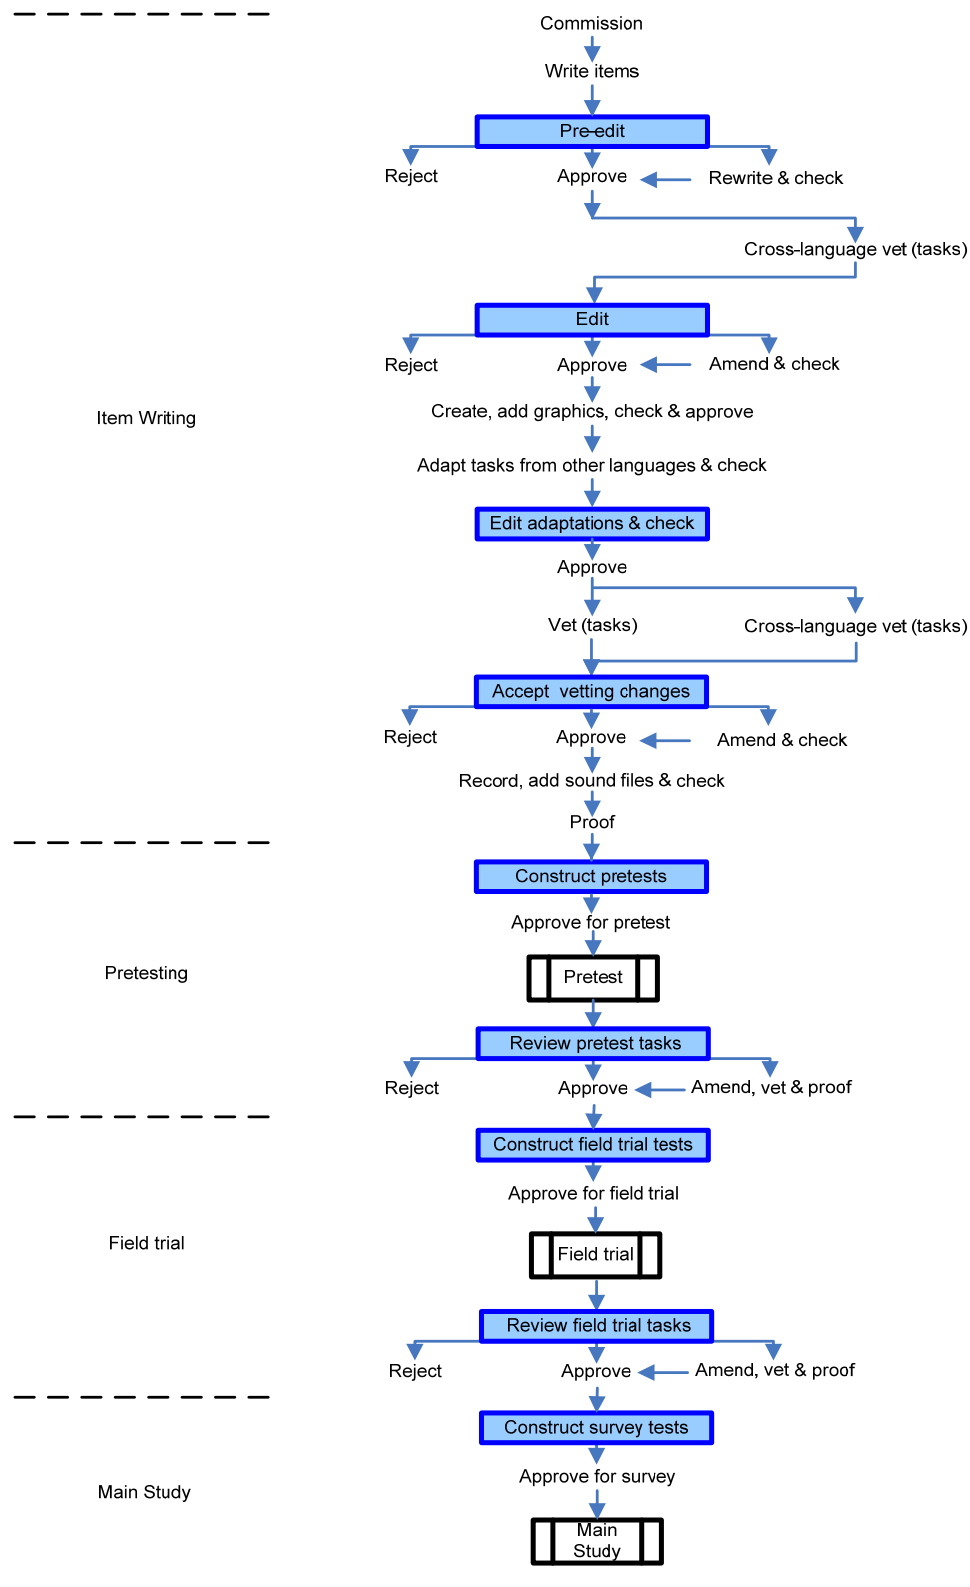 Commission
Write items
Pre-edit
Reject
Approve
Rewrite & check
Cross-language vet (tasks)
Edit
Reject
Approve
Amend & check
Create, add graphics, check & approve
Item Writing
Adapt tasks from other languages & check
Edit adaptations & check
Approve
Vet (tasks)
Cross-language vet (tasks)
Accept vetting changes
Reject
Approve
Amend & check
Record, add sound files & check
Proof
Construct pretests
Approve for pretest
Pretesting
Pretest
Review pretest tasks
Reject
Approve
Amend, vet & proof
Construct field trial tests
Approve for field trial
Field trial
Field trial
Review field trial tasks
Reject
Approve
Amend, vet & proof
Construct survey tests
Approve for survey
Main Study
Main
Study